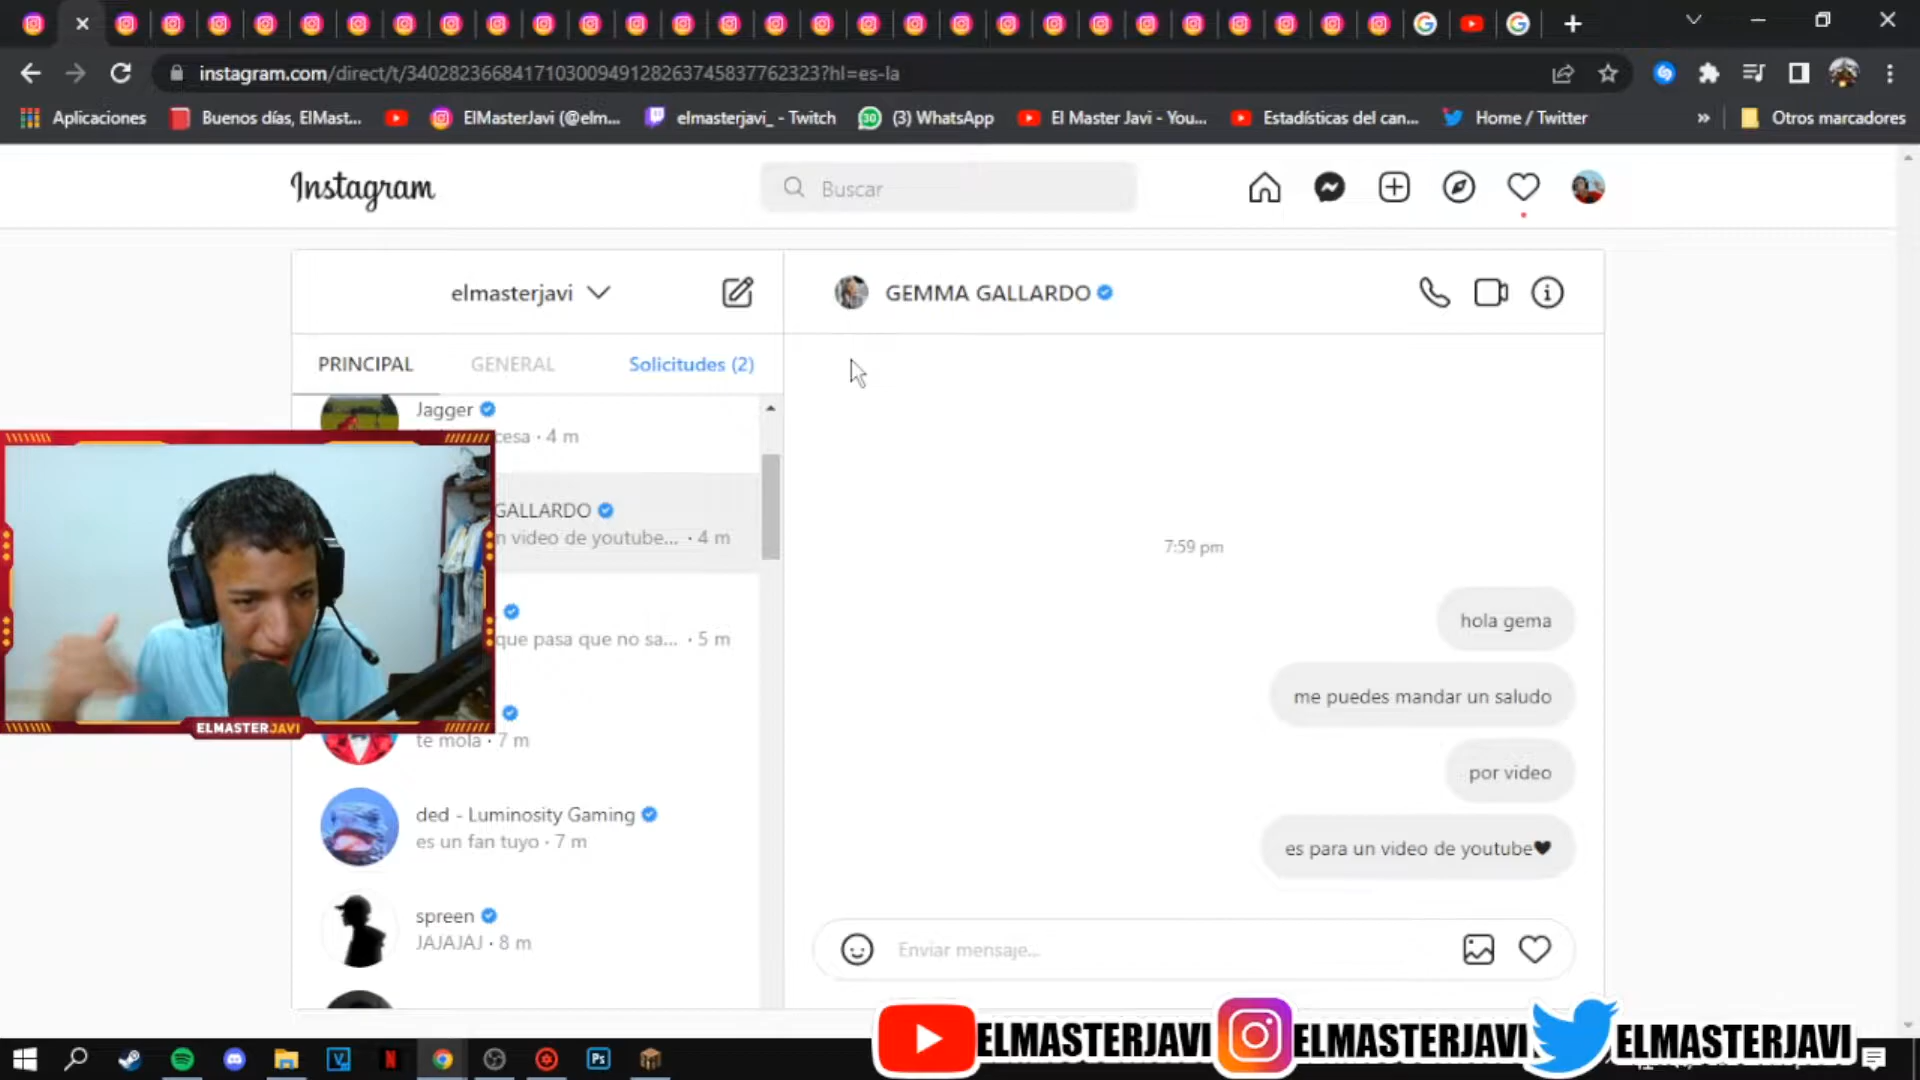 instagram.com/direct/t/340282366841710300949128263745837762323?hl=es-la
Aplicaciones
Buenos días, ElMast...
ElMasterJavi (@elm...
elmasterjavi_ - Twitch
30
(3) WhatsApp
El Master Javi - You...
Estadísticas del can...
Home / Twitter
»
Otros marcadores
Instagram
Buscar
elmasterjavi
GEMMA GALLARDO
PRINCIPAL
GENERAL
Solicitudes (2)
Jagger
cesa · 4 m
GALLARDO
n video de youtube... · 4 m
que pasa que no sa... · 5 m
te mola · 7 m
ded - Luminosity Gaming
es un fan tuyo · 7 m
spreen
JAJAJAJ · 8 m
7:59 pm
hola gema
me puedes mandar un saludo
por video
es para un video de youtube🖤
Enviar mensaje...
ELMASTERJAVI
ELMASTERJAVI
ELMASTERJAVI
ELMASTERJAVI
Ps